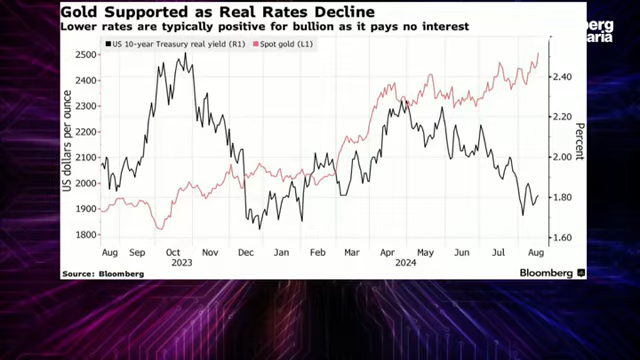 Gold Supported as Real Rates Decline
Lower rates are typically positive for bullion as it pays no interest
US 10-year Treasury real yield (R1) Spot gold (L1)
2500
2400
2300
2200
2100
2000
1900
1800
US dollars per ounce
2.40
2.20
2.00
1.80
1.60
Percent
Aug Sep Oct Nov Dec Jan Feb Mar Apr May Jun Jul Aug
2023 2024
Source: Bloomberg
Bloomberg